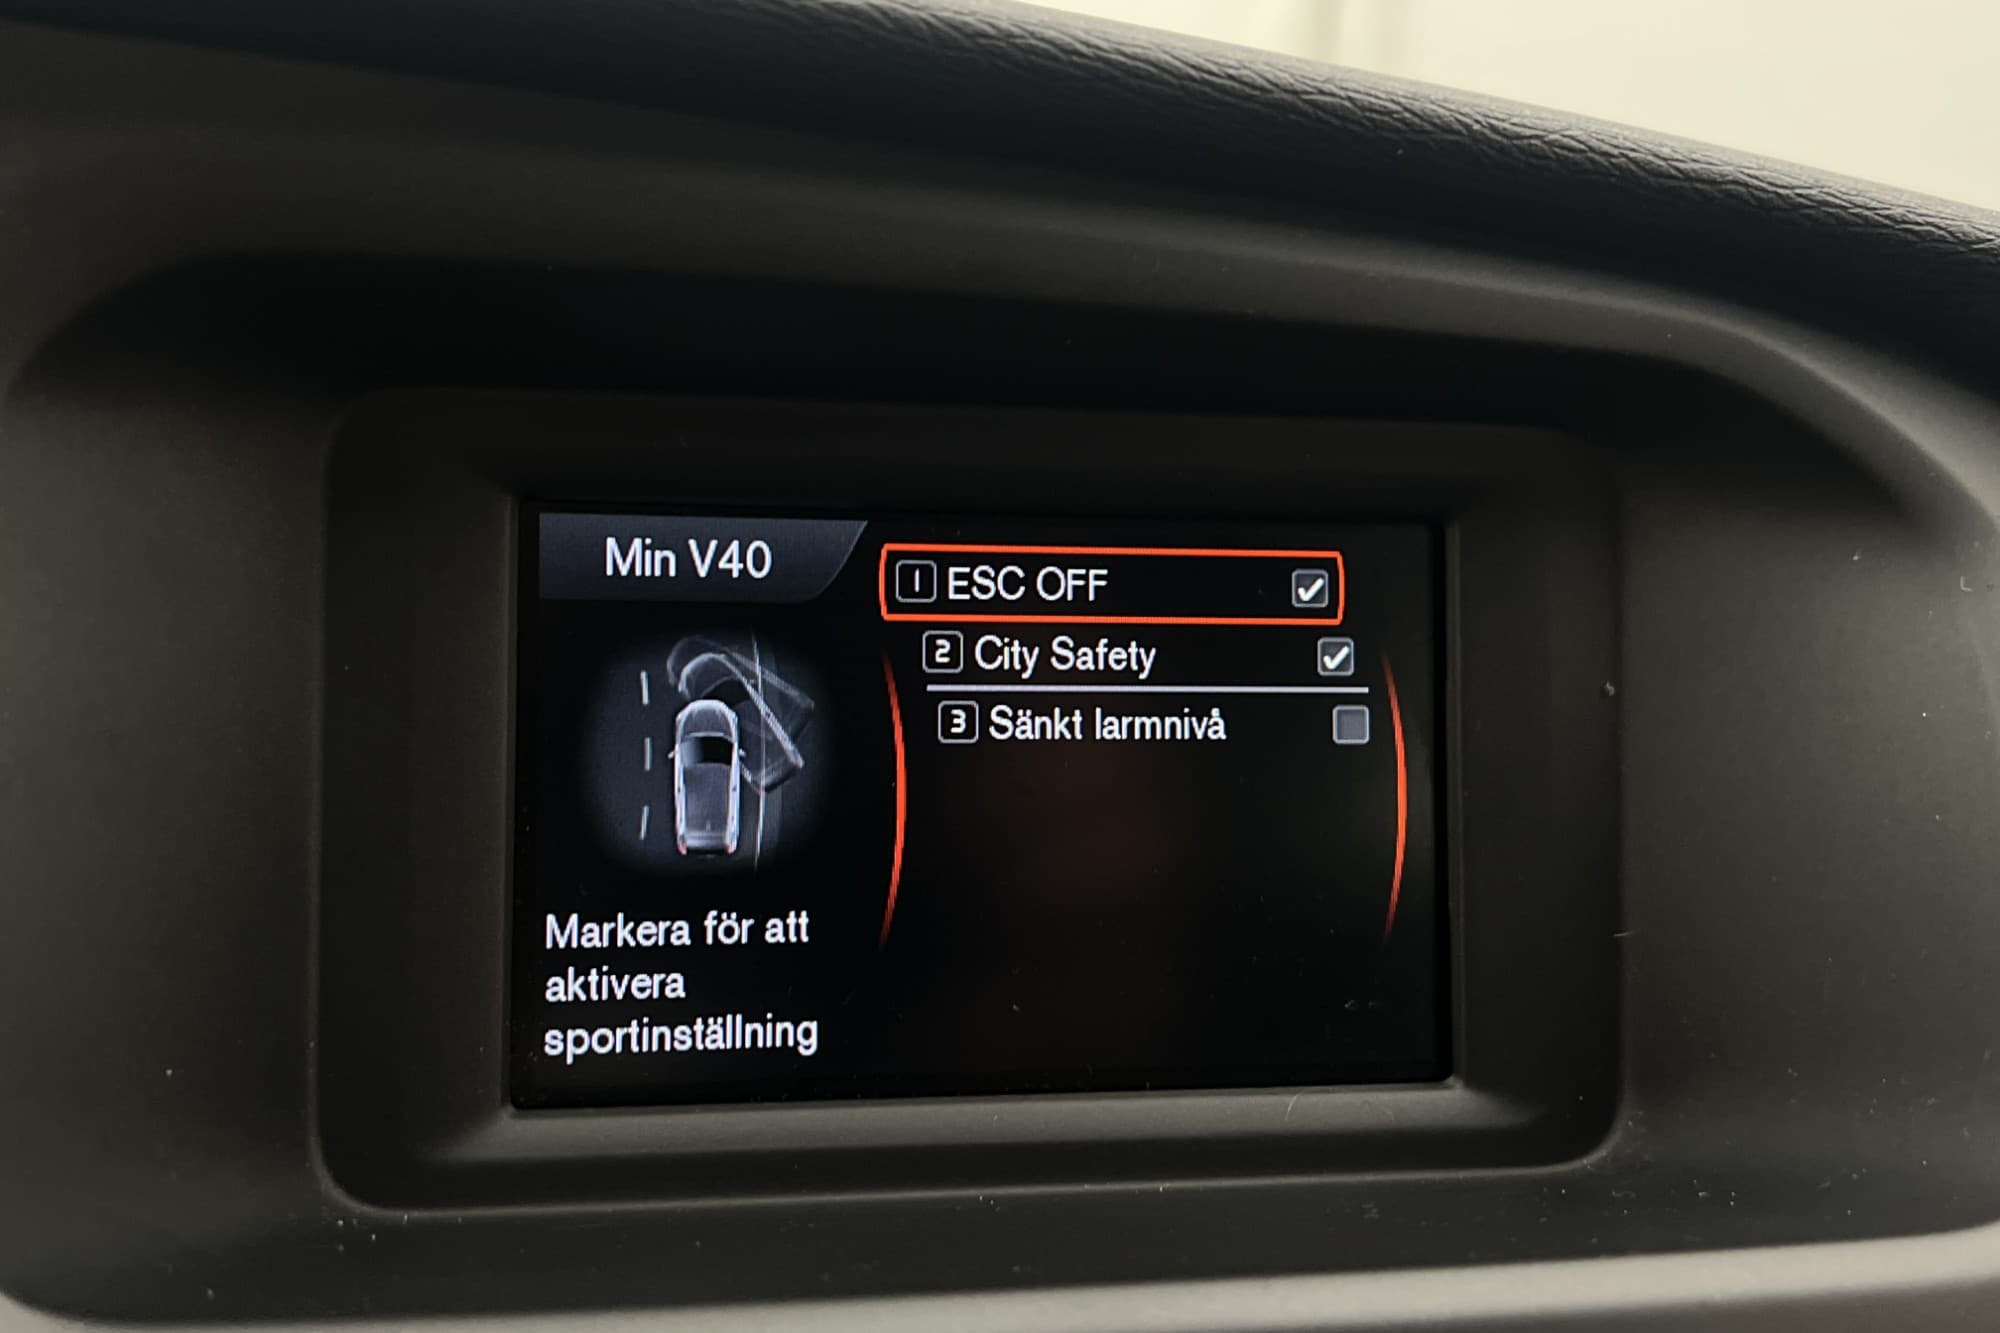 Min V40
1 ESC OFF
2 City Safety
3 Sänkt larmnivå
Markera för att
aktivera
sportinställning